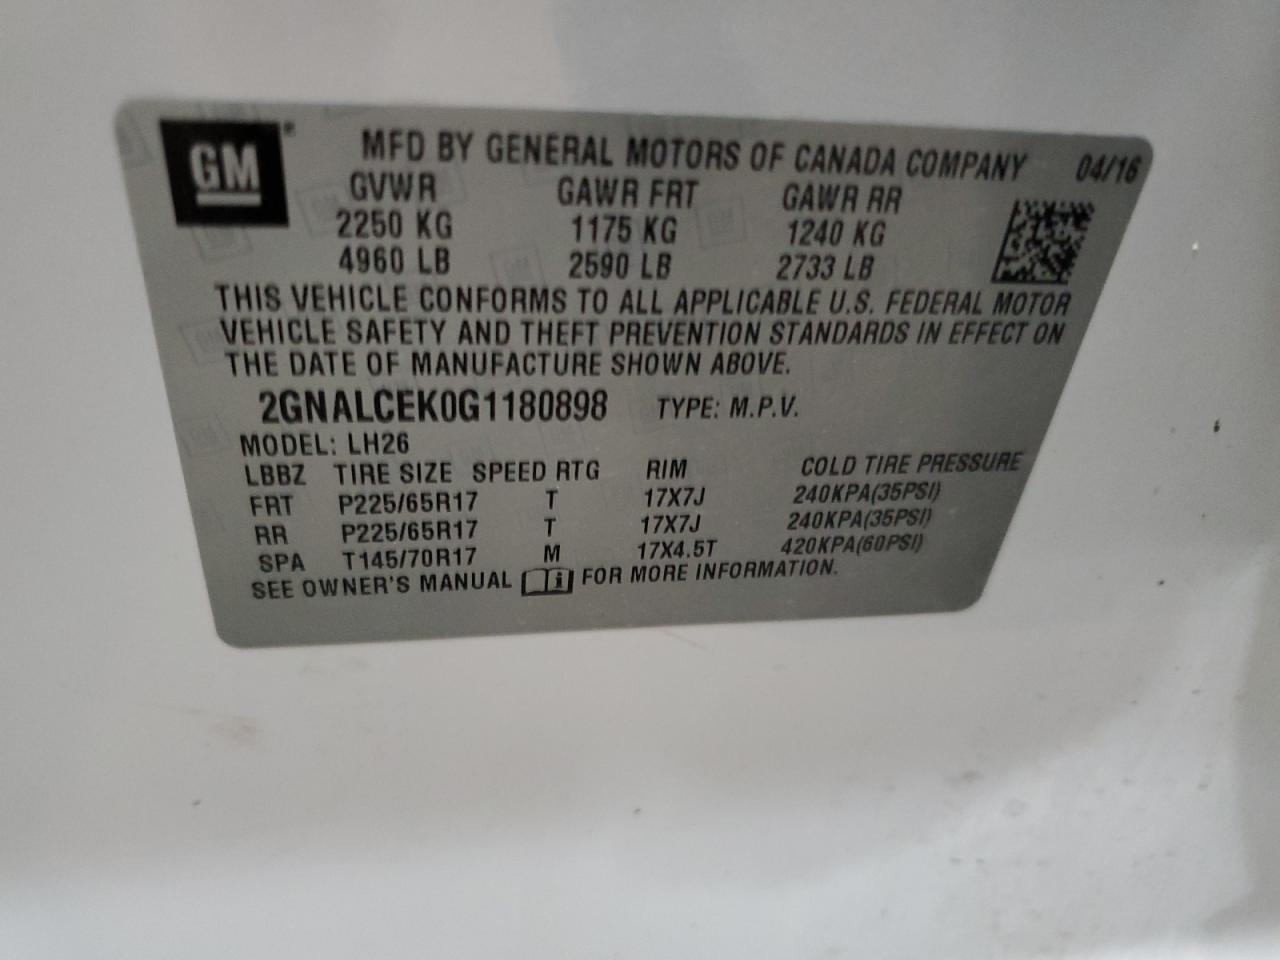 GM®
MFD BY GENERAL MOTORS OF CANADA COMPANY 04/16
GVWR GAWR FRT GAWR RR
2250 KG 1175 KG 1240 KG
4960 LB 2590 LB 2733 LB
THIS VEHICLE CONFORMS TO ALL APPLICABLE U.S. FEDERAL MOTOR
VEHICLE SAFETY AND THEFT PREVENTION STANDARDS IN EFFECT ON
THE DATE OF MANUFACTURE SHOWN ABOVE.
2GNALCEK0G1180898 TYPE: M.P.V.
MODEL: LH26
LBBZ TIRE SIZE SPEED RTG RIM COLD TIRE PRESSURE
FRT P225/65R17 T 17X7J 240KPA(35PSI)
RR P225/65R17 T 17X7J 240KPA(35PSI)
SPA T145/70R17 M 17X4.5T 420KPA(60PSI)
SEE OWNER'S MANUAL i FOR MORE INFORMATION.